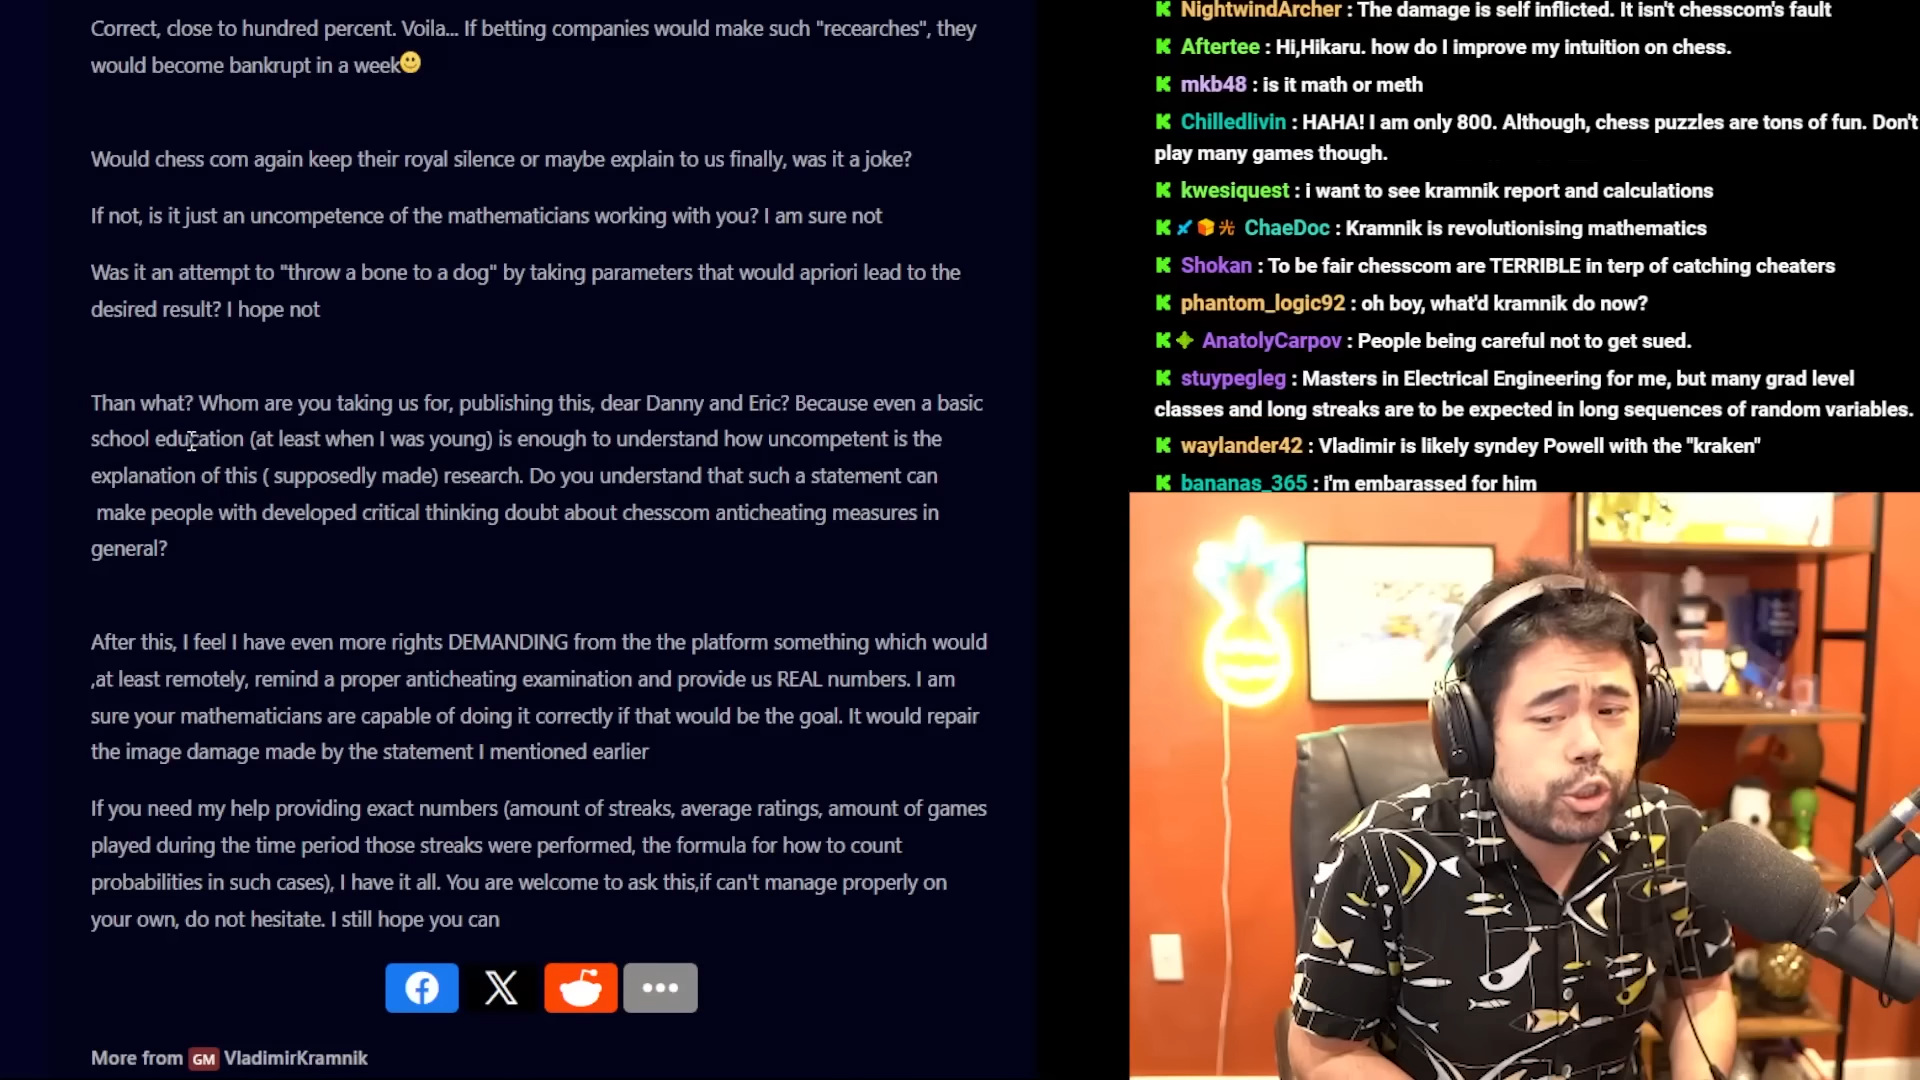 Correct, close to hundred percent. Voila... If betting companies would make such "recearches", they
would become bankrupt in a week
Would chess com again keep their royal silence or maybe explain to us finally, was it a joke?
If not, is it just an uncompetence of the mathematicians working with you? I am sure not
Was it an attempt to "throw a bone to a dog" by taking parameters that would apriori lead to the
desired result? I hope not
Than what? Whom are you taking us for, publishing this, dear Danny and Eric? Because even a basic
school education (at least when I was young) is enough to understand how uncompetent is the
explanation of this ( supposedly made) research. Do you understand that such a statement can
make people with developed critical thinking doubt about chesscom anticheating measures in
general?
After this, I feel I have even more rights DEMANDING from the the platform something which would
,at least remotely, remind a proper anticheating examination and provide us REAL numbers. I am
sure your mathematicians are capable of doing it correctly if that would be the goal. It would repair
the image damage made by the statement I mentioned earlier
If you need my help providing exact numbers (amount of streaks, average ratings, amount of games
played during the time period those streaks were performed, the formula for how to count
probabilities in such cases), I have it all. You are welcome to ask this,if can't manage properly on
your own, do not hesitate. I still hope you can
More from GM VladimirKramnik
NightwindArcher : The damage is self inflicted. It isn't chesscom's fault
Aftertee : Hi,Hikaru. how do I improve my intuition on chess.
mkb48 : is it math or meth
Chilledlivin : HAHA! I am only 800. Although, chess puzzles are tons of fun. Don't
play many games though.
kwesiquest : i want to see kramnik report and calculations
ChaeDoc : Kramnik is revolutionising mathematics
Shokan : To be fair chesscom are TERRIBLE in terp of catching cheaters
phantom_logic92 : oh boy, what'd kramnik do now?
AnatolyCarpov : People being careful not to get sued.
stuypegleg : Masters in Electrical Engineering for me, but many grad level
classes and long streaks are to be expected in long sequences of random variables.
waylander42 : Vladimir is likely syndey Powell with the "kraken"
bananas_365 : i'm embarassed for him